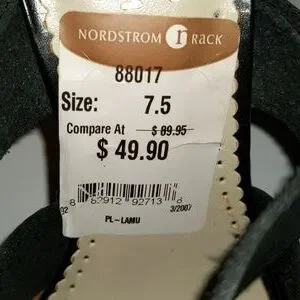 NORDSTROM r RACK
88017
Size: 7.5
Compare At $ 89.95
$ 49.90
8 82912 92713 8
92 3/2007
PL-LAMU